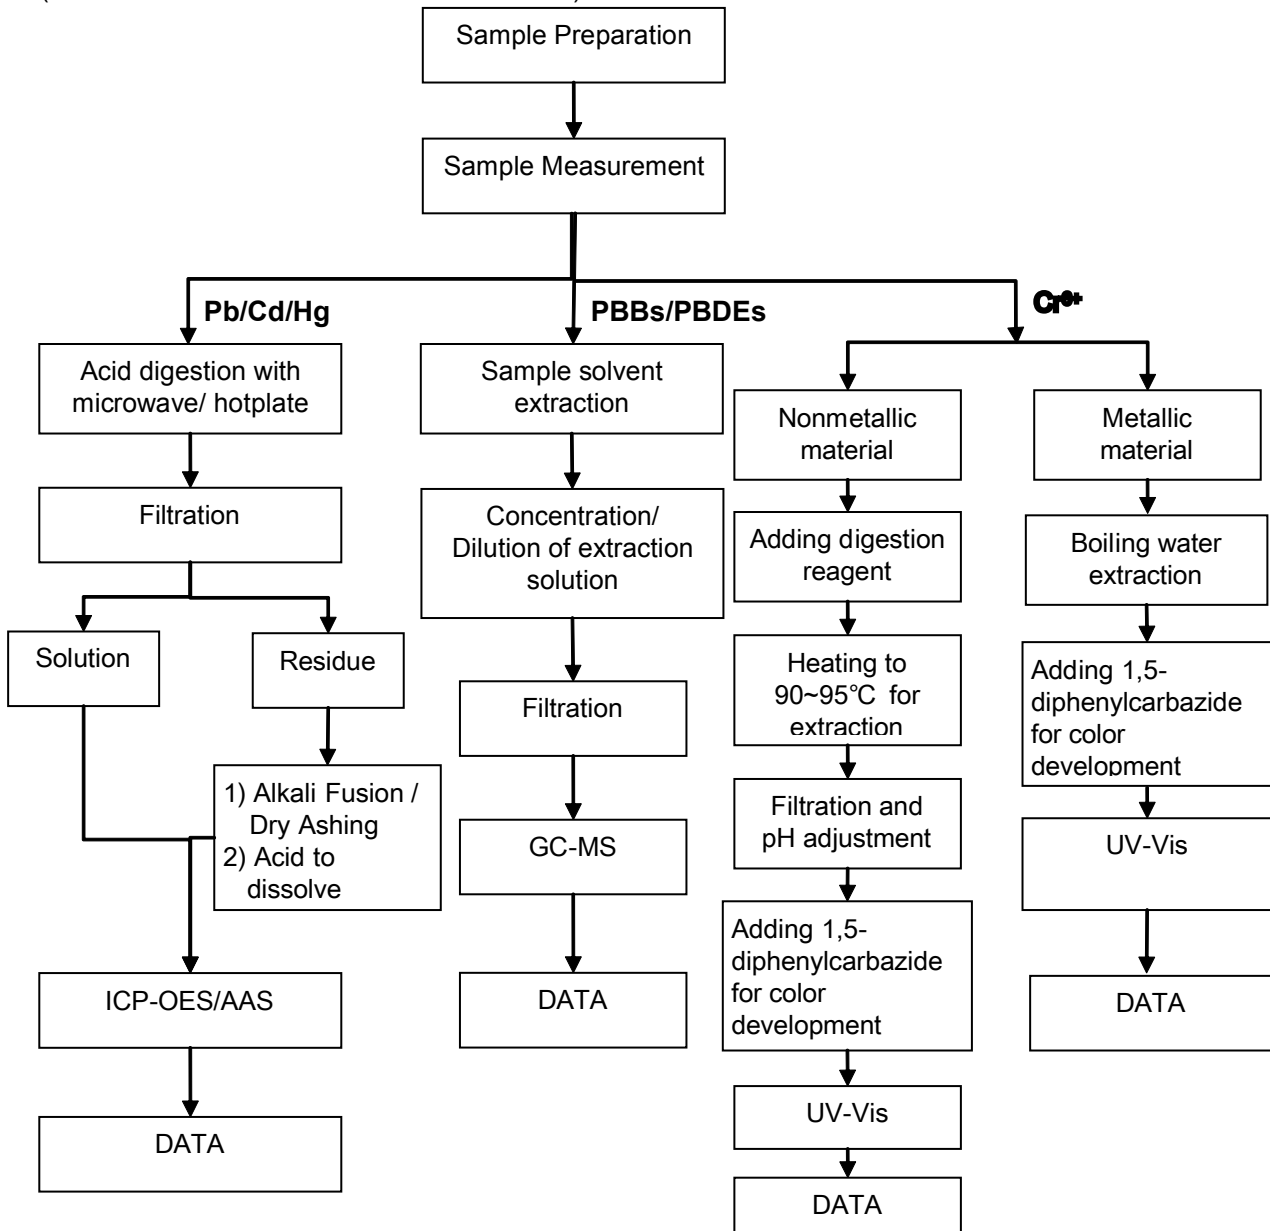 Sample Preparation
Sample Measurement
Pb/Cd/Hg
PBBs/PBDEs
Cr⁶⁺
Acid digestion with
microwave/ hotplate
Filtration
Solution
Residue
1) Alkali Fusion /
Dry Ashing
2) Acid to
dissolve
ICP-OES/AAS
DATA
Sample solvent
extraction
Concentration/
Dilution of extraction
solution
Filtration
GC-MS
DATA
Nonmetallic
material
Adding digestion
reagent
Heating to
90~95℃ for
extraction
Filtration and
pH adjustment
Adding 1,5-
diphenylcarbazide
for color
development
UV-Vis
DATA
Metallic
material
Boiling water
extraction
Adding 1,5-
diphenylcarbazide
for color
development
UV-Vis
DATA